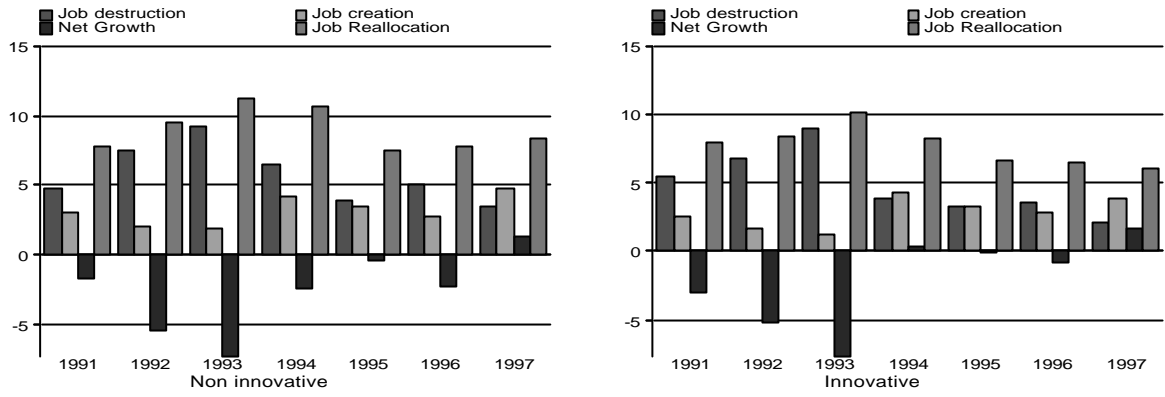 Job destruction Job creation
Net Growth Job Reallocation
15
10
5
0
-5
1991 1992 1993 1994 1995 1996 1997
Non innovative
Job destruction Job creation
Net Growth Job Reallocation
15
10
5
0
-5
1991 1992 1993 1994 1995 1996 1997
Innovative